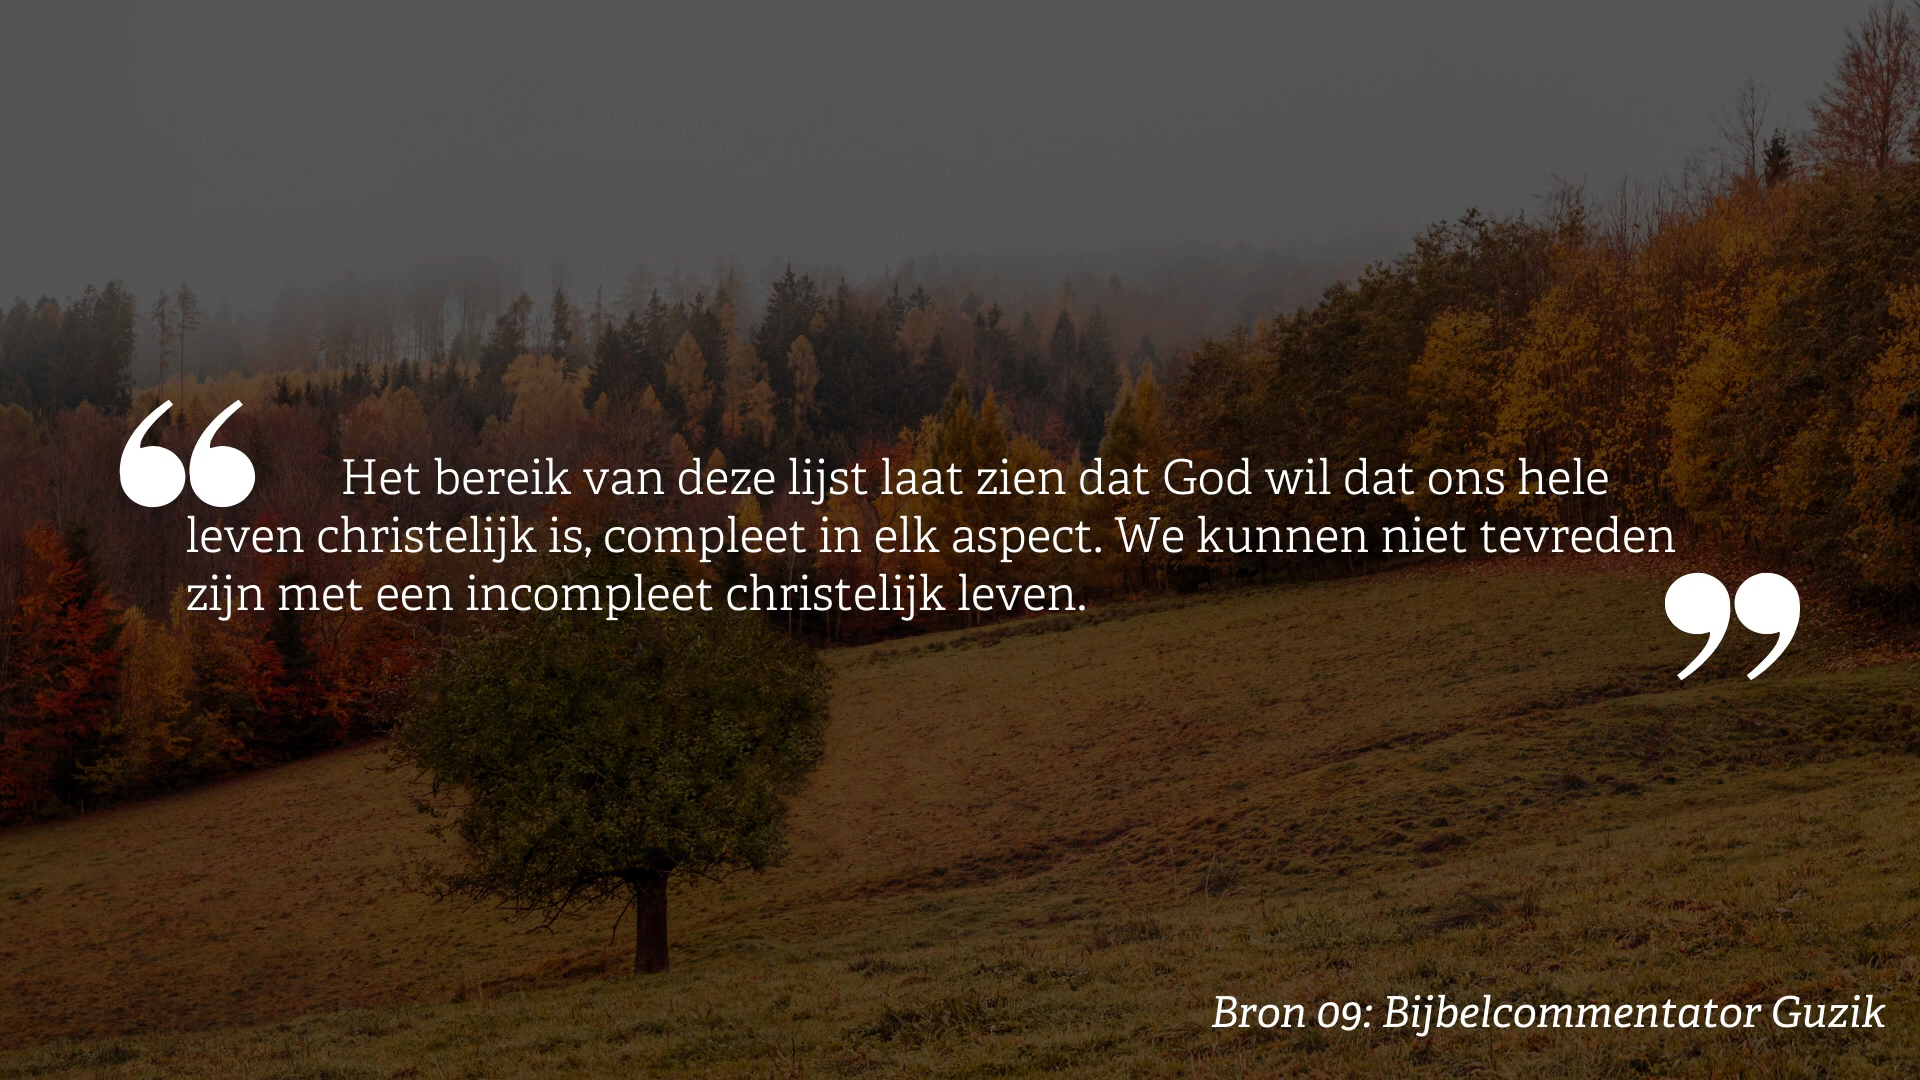 “ Het bereik van deze lijst laat zien dat God wil dat ons hele
leven christelijk is, compleet in elk aspect. We kunnen niet tevreden
zijn met een incompleet christelijk leven. ”
Bron 09: Bijbelcommentator Guzik